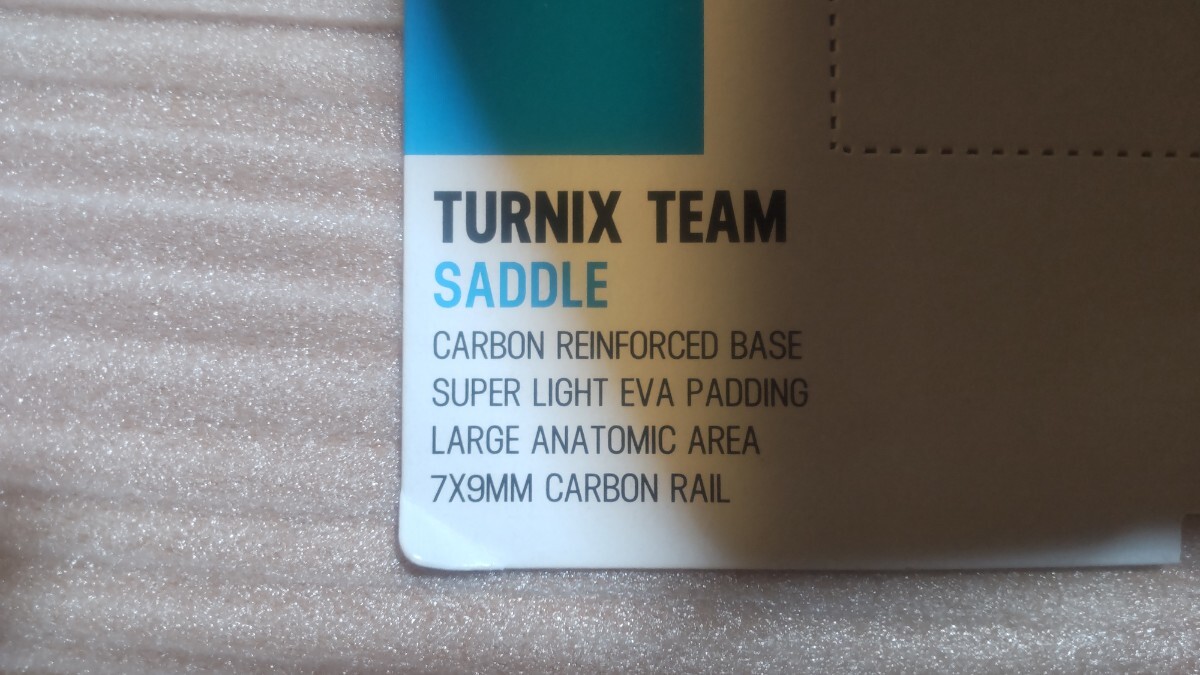 TURNIX TEAM
SADDLE
CARBON REINFORCED BASE
SUPER LIGHT EVA PADDING
LARGE ANATOMIC AREA
7X9MM CARBON RAIL